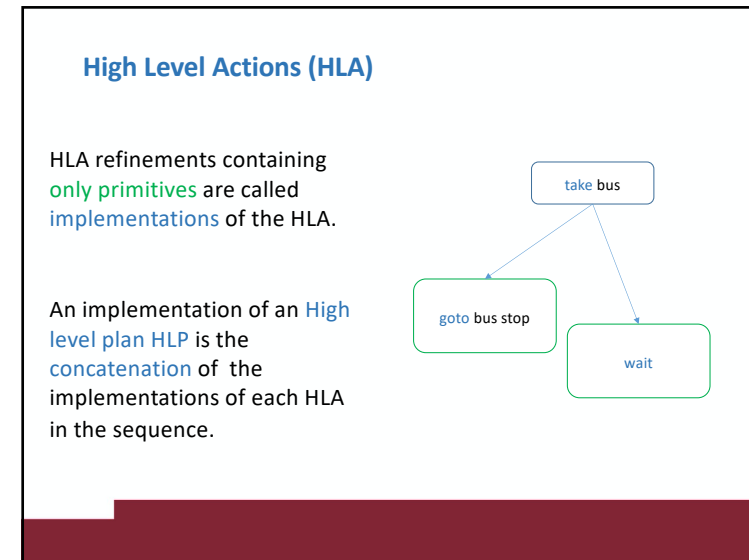 High Level Actions (HLA)
HLA refinements containing
only primitives are called
implementations of the HLA.
An implementation of an High
level plan HLP is the
concatenation of the
implementations of each HLA
in the sequence.
take bus
goto bus stop
wait